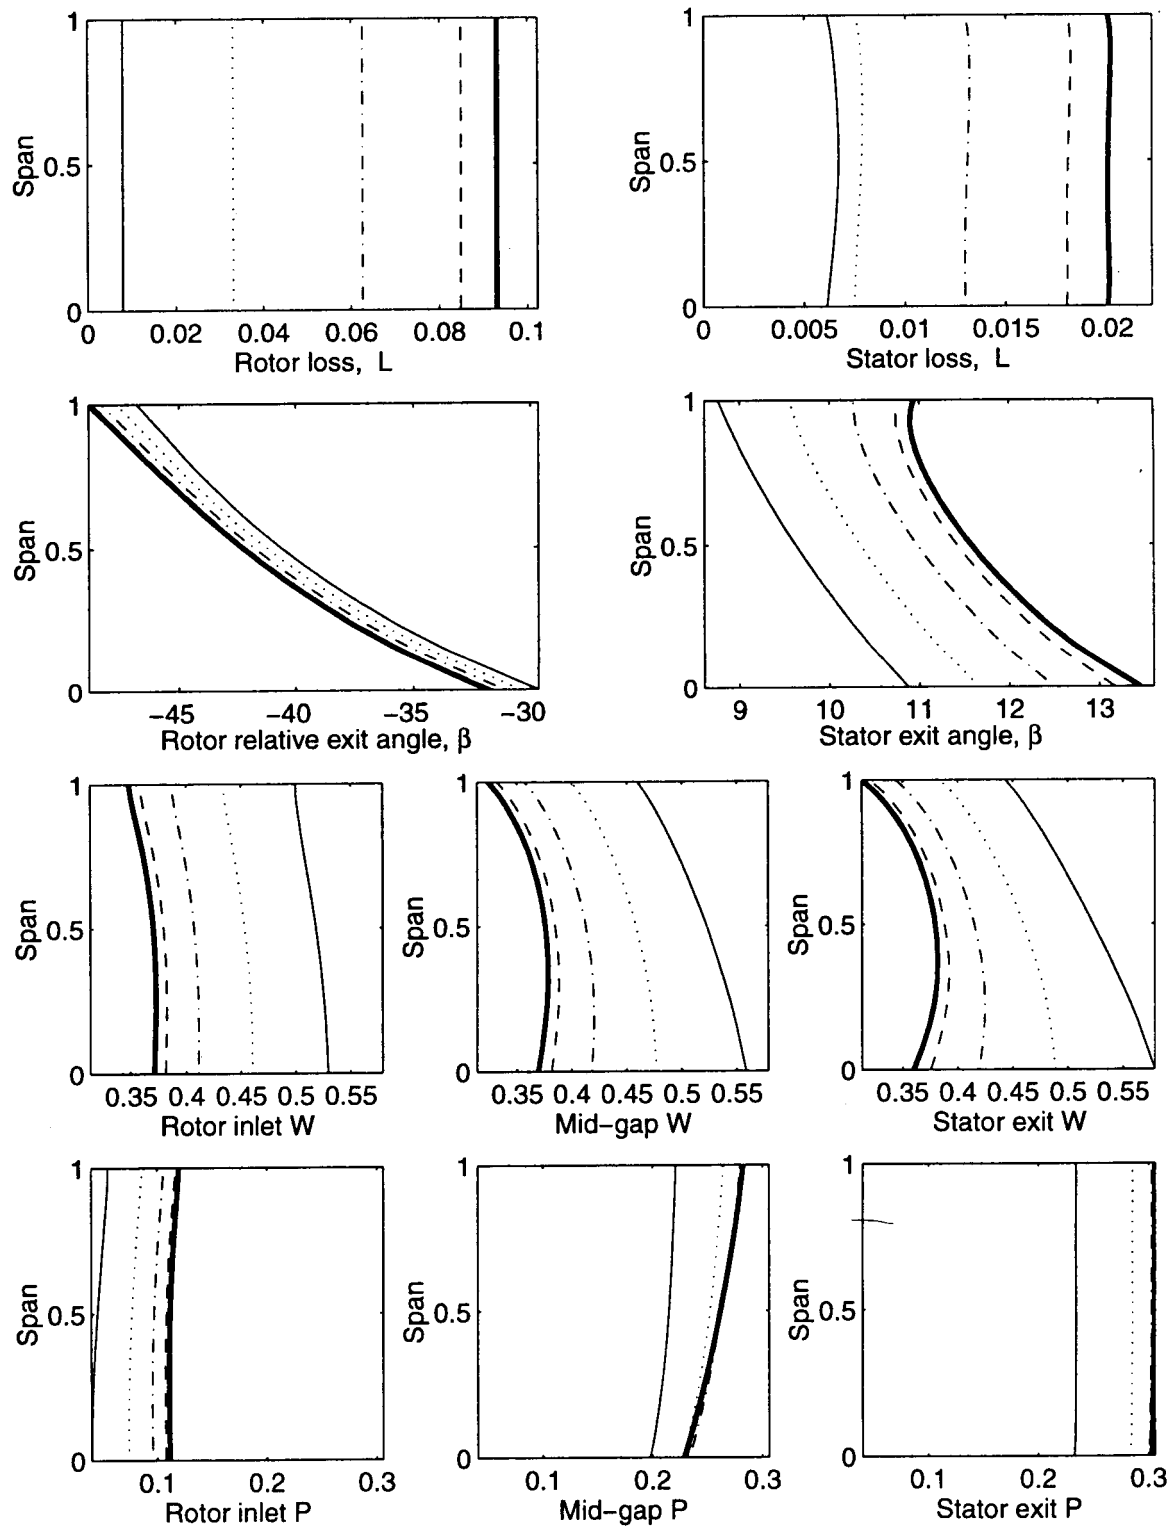 1
Span
0.5
0
0 0.02 0.04 0.06 0.08 0.1
Rotor loss, L
1
Span
0.5
0
0 0.005 0.01 0.015 0.02
Stator loss, L
1
Span
0.5
0
−45 −40 −35 −30
Rotor relative exit angle, β
1
Span
0.5
0
9 10 11 12 13
Stator exit angle, β
1
Span
0.5
0
0.35 0.4 0.45 0.5 0.55
Rotor inlet W
1
Span
0.5
0
0.35 0.4 0.45 0.5 0.55
Mid−gap W
1
Span
0.5
0
0.35 0.4 0.45 0.5 0.55
Stator exit W
1
Span
0.5
0
0.1 0.2 0.3
Rotor inlet P
1
Span
0.5
0
0.1 0.2 0.3
Mid−gap P
1
Span
0.5
0
0.1 0.2 0.3
Stator exit P